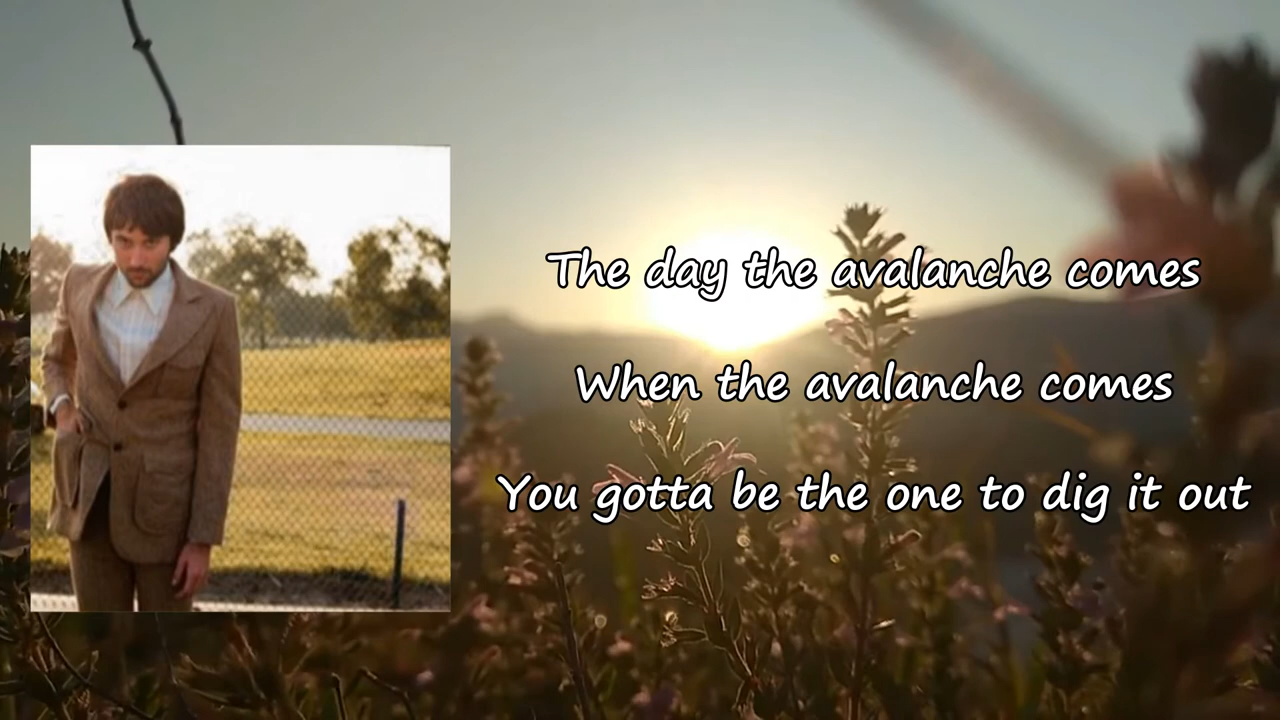 The day the avalanche comes
When the avalanche comes
You gotta be the one to dig it out